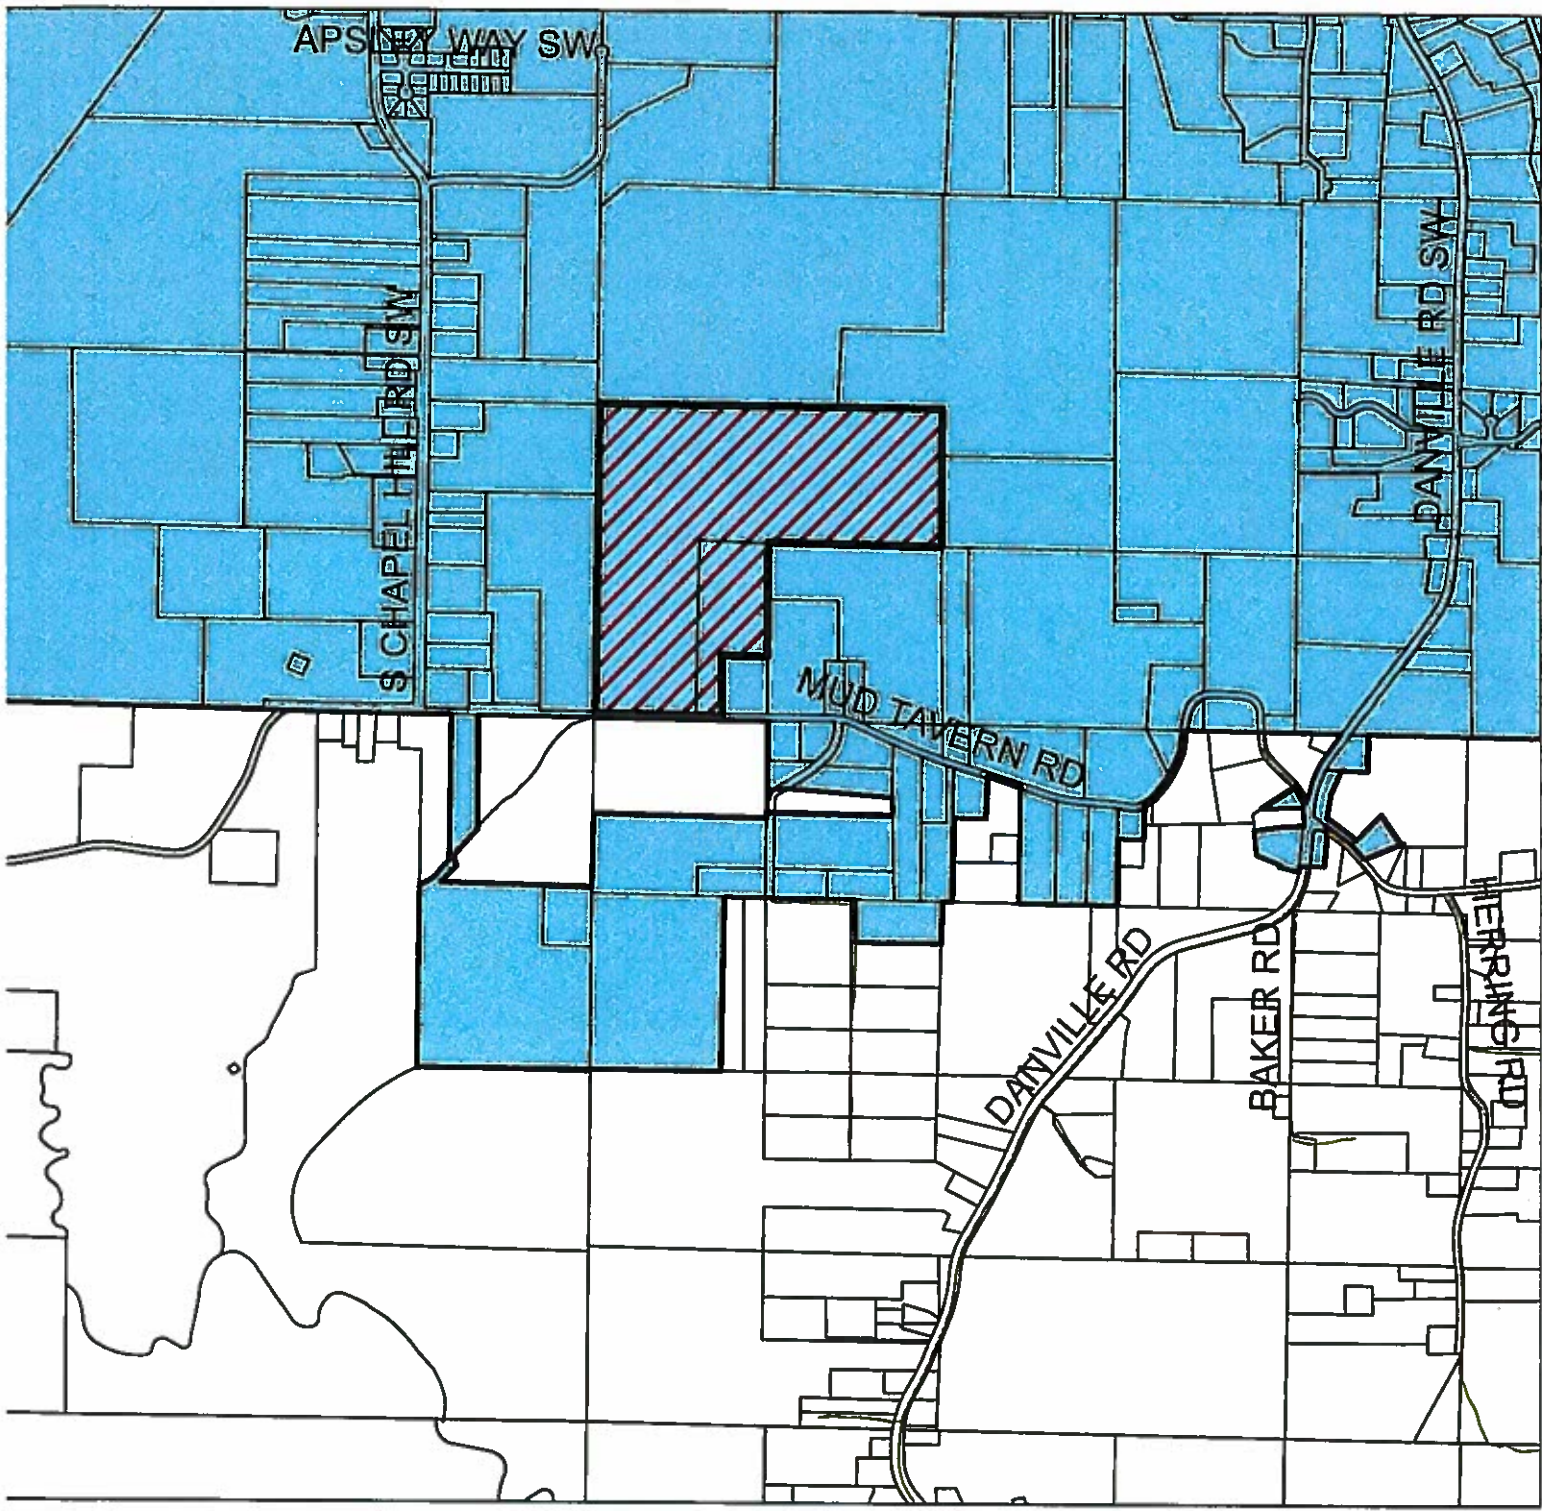 APSLEY WAY SW
S CHAPEL HILL RD SW
DANVILLE RD SW
MUD TAVERN RD
DANVILLE RD
BAKER RD
HERRING RD